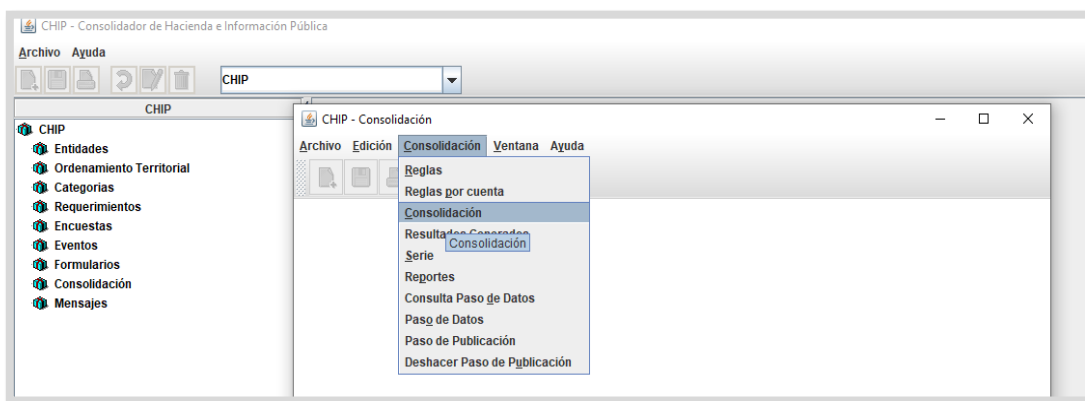 CHIP - Consolidador de Hacienda e Información Pública
Archivo Ayuda
CHIP
CHIP
CHIP
Entidades
Ordenamiento Territorial
Categorias
Requerimientos
Encuestas
Eventos
Formularios
Consolidación
Mensajes
CHIP - Consolidación
Archivo Edición Consolidación Ventana Ayuda
Reglas
Reglas por cuenta
Consolidación
Resultados Generados
Consolidación
Serie
Reportes
Consulta Paso de Datos
Paso de Datos
Paso de Publicación
Deshacer Paso de Publicación